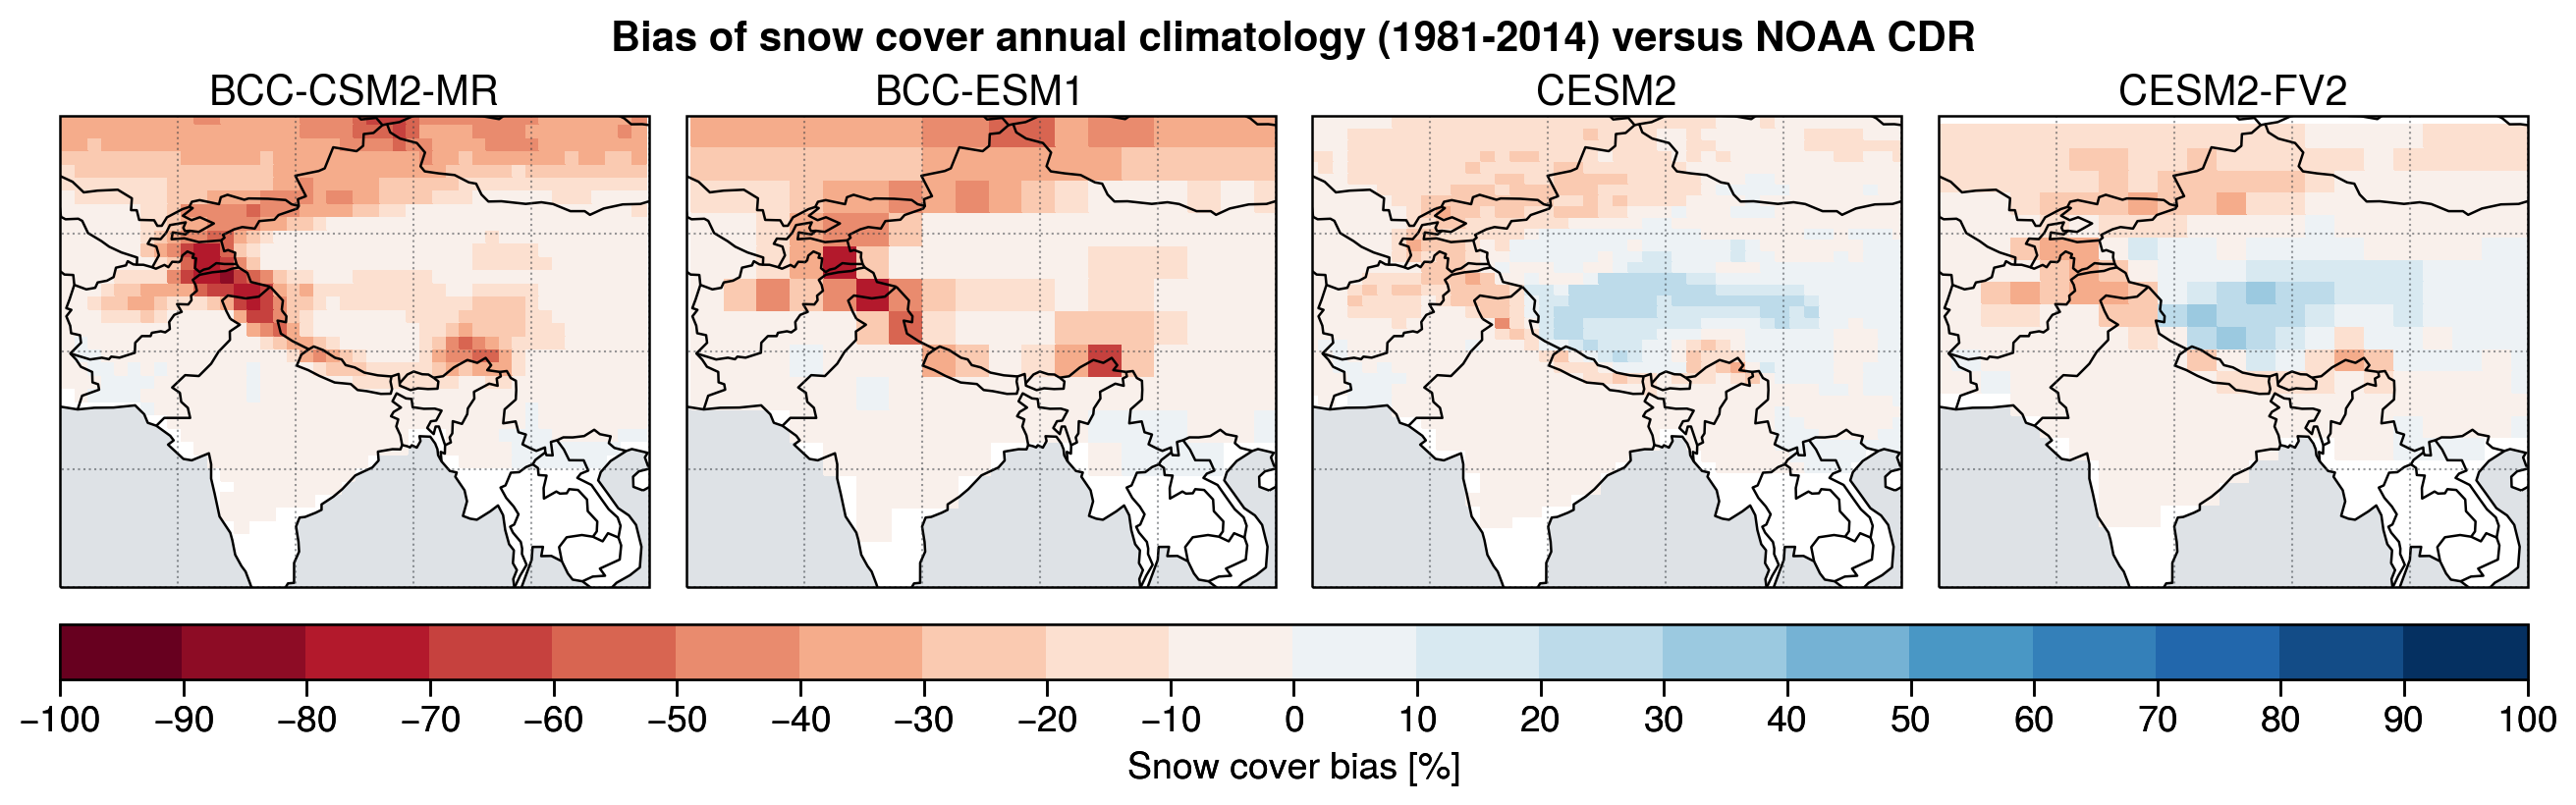 Bias of snow cover annual climatology (1981-2014) versus NOAA CDR
BCC-CSM2-MR BCC-ESM1 CESM2 CESM2-FV2
−100 −90 −80 −70 −60 −50 −40 −30 −20 −10 0 10 20 30 40 50 60 70 80 90 100
Snow cover bias [%]